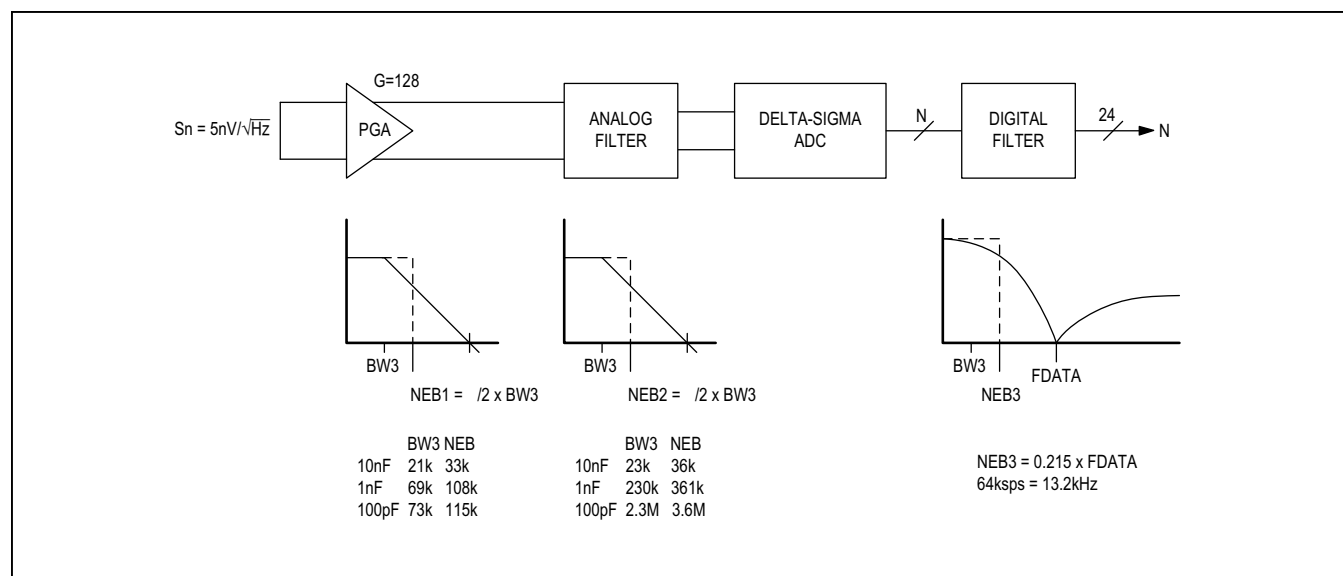 G=128
Sn = 5nV/√Hz
PGA
ANALOG
FILTER
DELTA-SIGMA
ADC
N
DIGITAL
FILTER
24
N
BW3
NEB1 = /2 x BW3
BW3 NEB
10nF 21k 33k
1nF 69k 108k
100pF 73k 115k
BW3
NEB2 = /2 x BW3
BW3 NEB
10nF 23k 36k
1nF 230k 361k
100pF 2.3M 3.6M
BW3
FDATA
NEB3
NEB3 = 0.215 x FDATA
64ksps = 13.2kHz